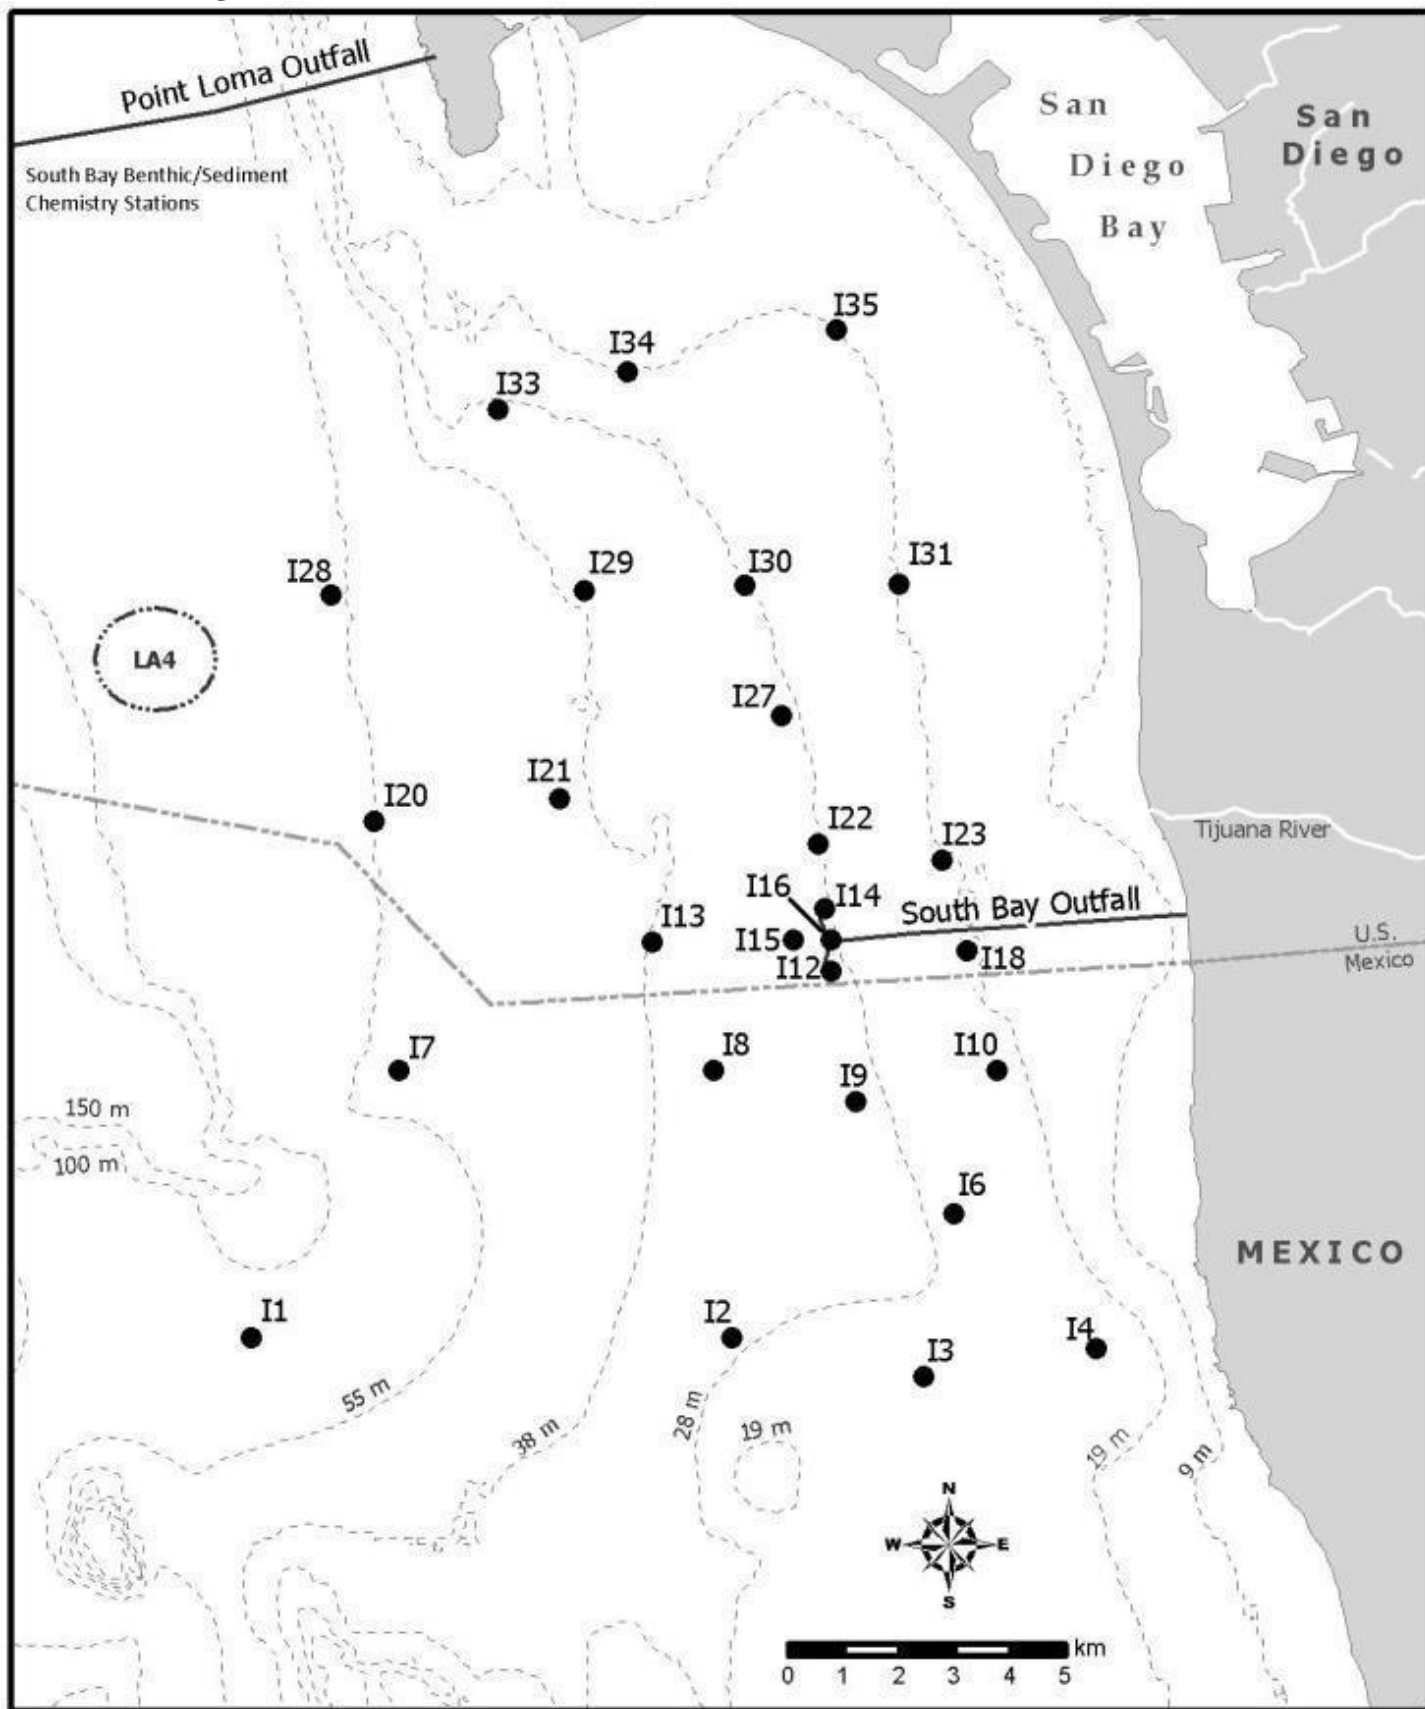 Point Loma Outfall
South Bay Benthic/Sediment
Chemistry Stations
San
Diego
Bay
San
Diego
I35
I34
I33
I28
I29
I30
I31
LA4
I27
I21
I20
I22
I23
Tijuana River
I16
I14
South Bay Outfall
I13
I15
I12
I18
U.S.
Mexico
I7
I8
I10
I9
150 m
100 m
I6
MEXICO
I1
I2
I4
I3
55 m
38 m
28 m
19 m
19 m
9 m
N
W
E
S
km
0 1 2 3 4 5